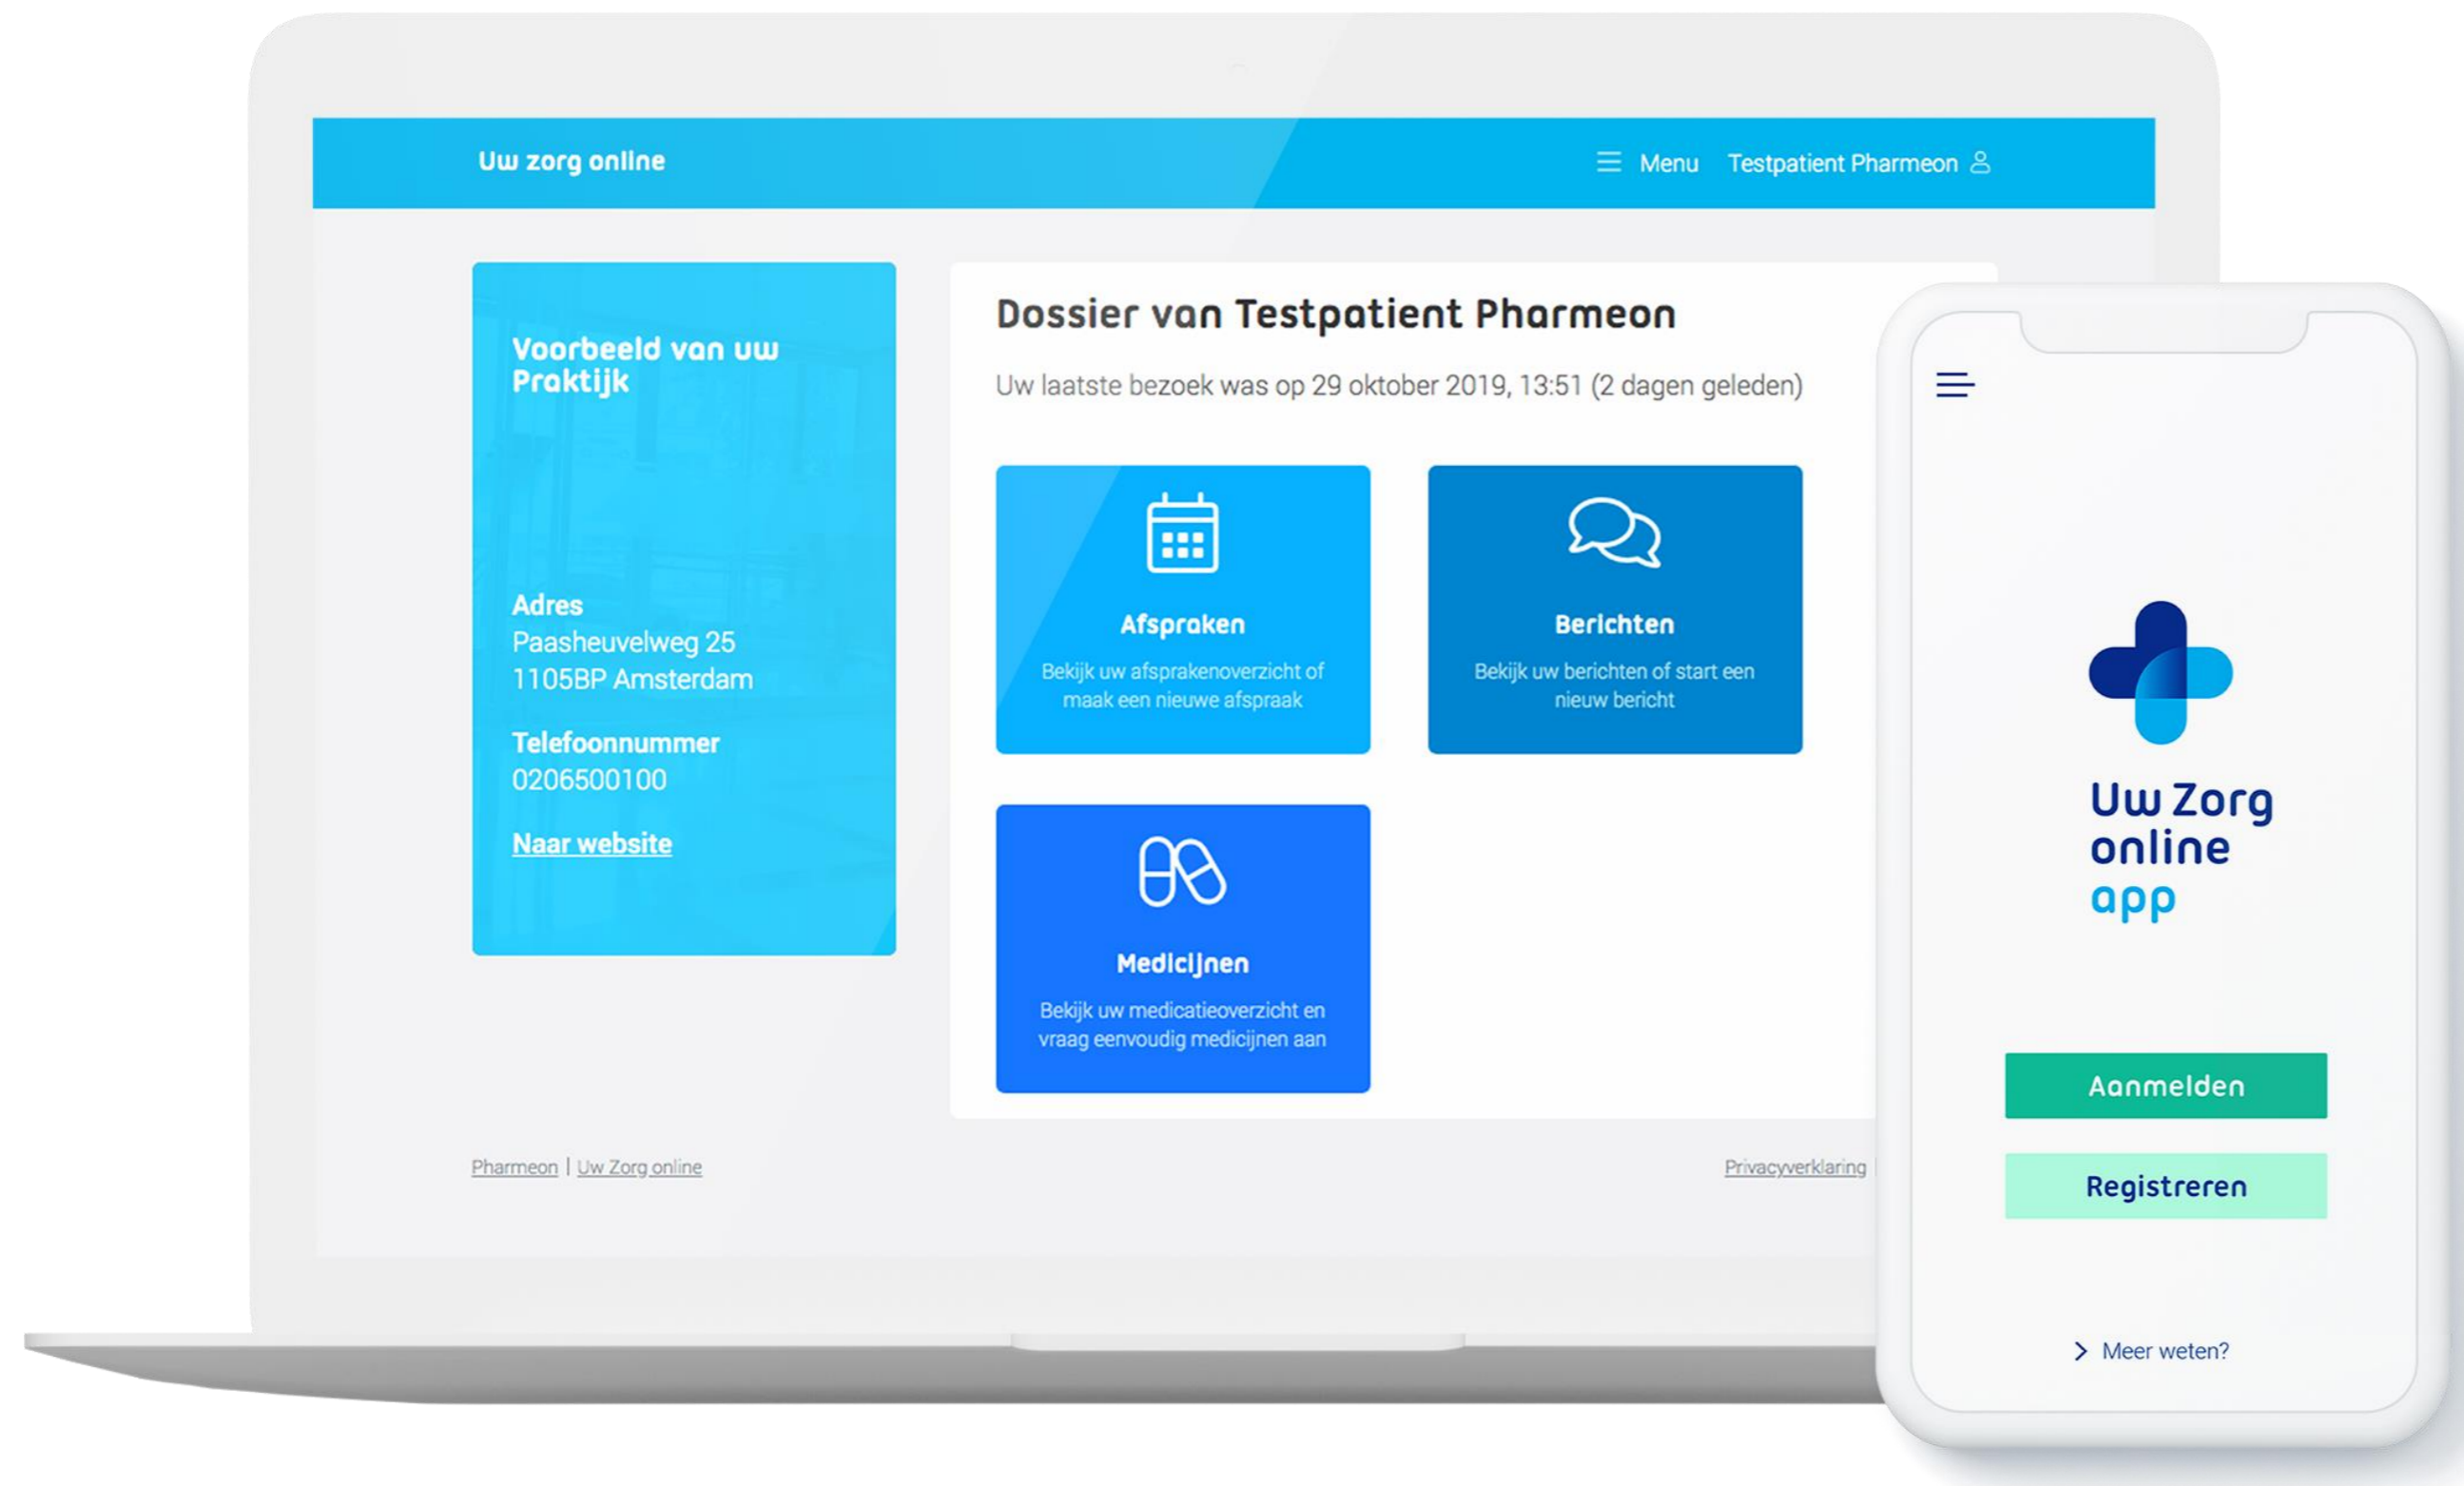 Uw zorg online
Menu
Testpatient Pharmeon
Voorbeeld van uw
Praktijk
Adres
Paasheuvelweg 25
1105BP Amsterdam
Telefoonnummer
0206500100
Naar website
Dossier van Testpatient Pharmeon
Uw laatste bezoek was op 29 oktober 2019, 13:51 (2 dagen geleden)
Afspraken
Bekijk uw afsprakenoverzicht of
maak een nieuwe afspraak
Berichten
Bekijk uw berichten of start een
nieuw bericht
Medicijnen
Bekijk uw medicatieoverzicht en
vraag eenvoudig medicijnen aan
Pharmeon | Uw Zorg online
Privacyverklaring
Uw Zorg
online
app
Aanmelden
Registreren
> Meer weten?